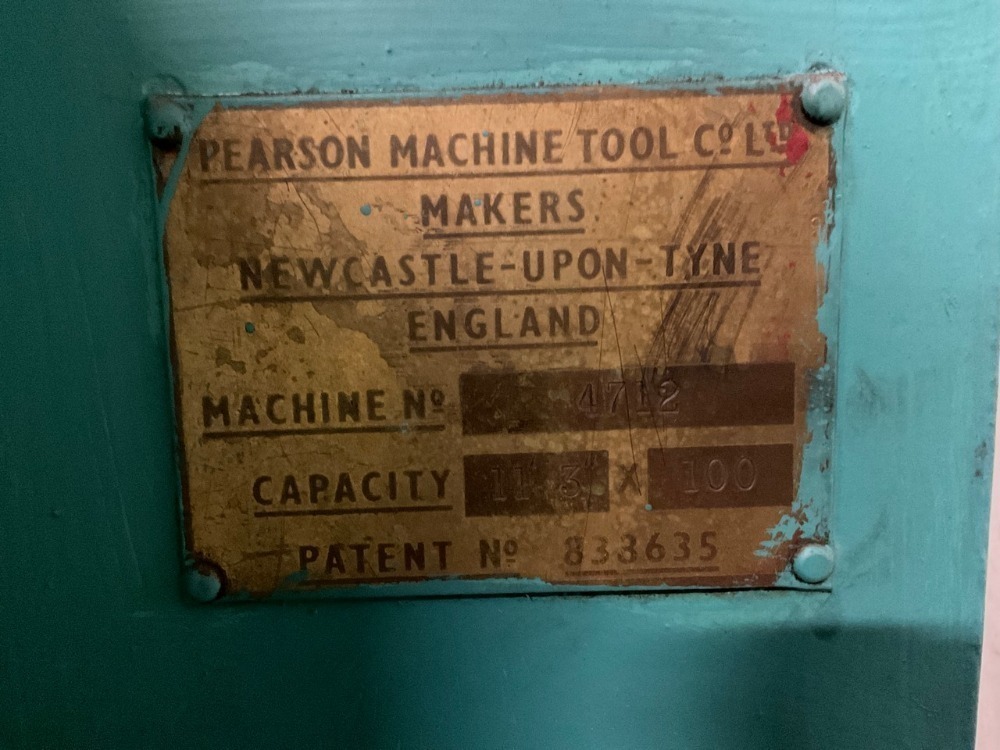 PEARSON MACHINE TOOL Cº LTD
MAKERS
NEWCASTLE-UPON-TYNE
ENGLAND
MACHINE Nº 4712
CAPACITY 11 3 X 100
PATENT Nº 833635